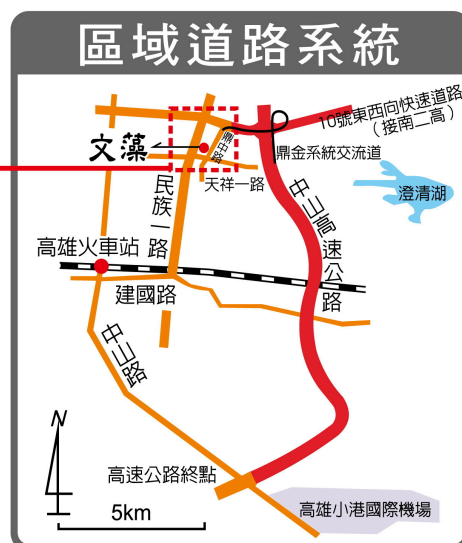 區域道路系統
10號東西向快速道路
(接南二高)
文藻
鼎中路
鼎金系統交流道
天祥一路
澄清湖
民族一路
中山高速公路
高雄火車站
建國路
中山路
N
高速公路終點
5km
高雄小港國際機場